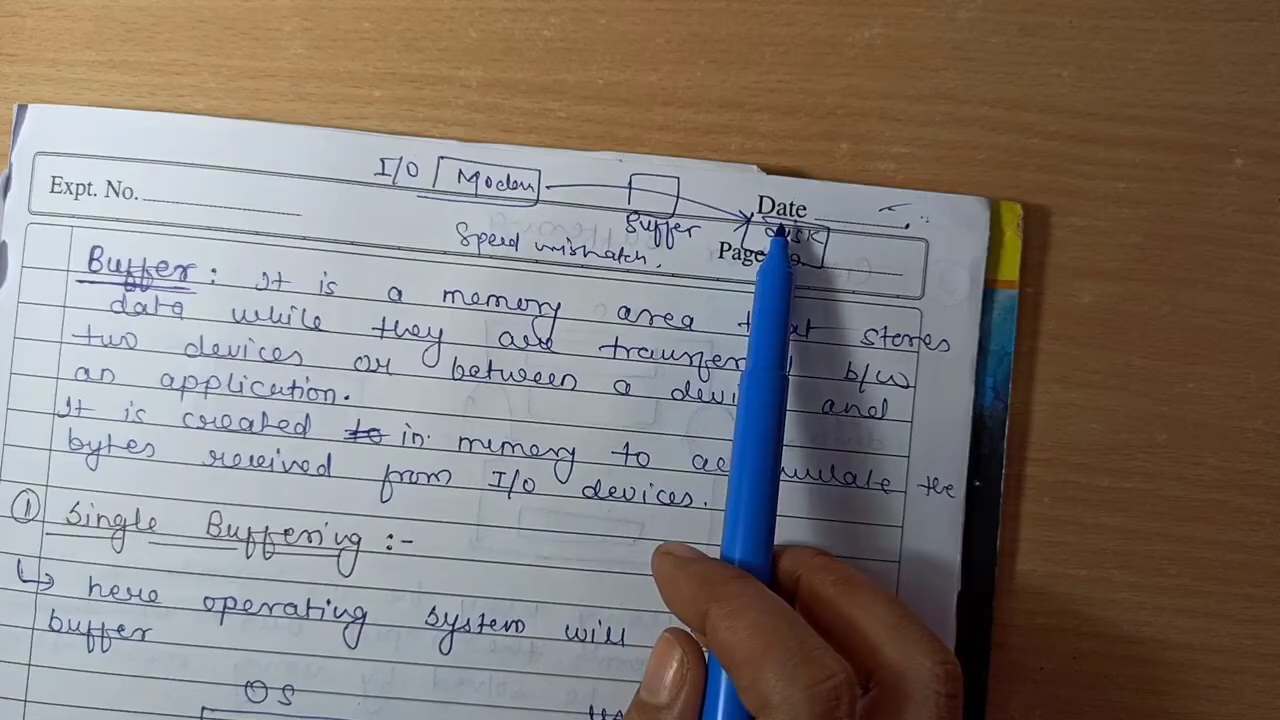 I/O Modem
Expt. No.
Date
Buffer
DISK
Speed mishatch.
Page
Buffer: It is a memory area that stores
data while they are transferred b/w
two devices or between a device and
an application.
It is created to in memory to accumulate the
bytes received from I/O devices.
① Single Buffering :-
↳ here operating system will
buffer
OS